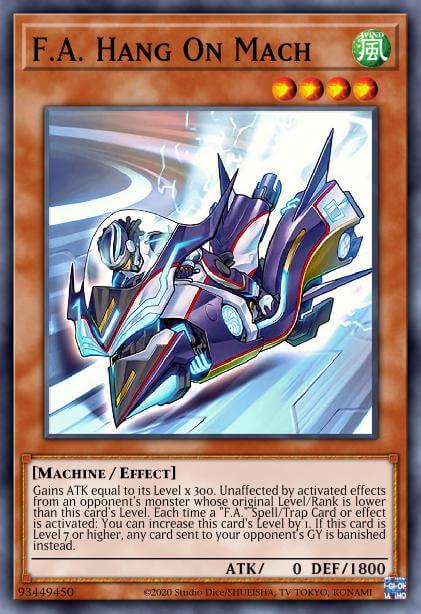 F.A. Hang On Mach
WIND
風
[Machine / Effect]
Gains ATK equal to its Level x 300. Unaffected by activated effects
from an opponent's monster whose original Level/Rank is lower
than this card's Level. Each time a "F.A." Spell/Trap Card or effect
is activated: You can increase this card's Level by 1. If this card is
Level 7 or higher, any card sent to your opponent's GY is banished
instead.
ATK/ 0 DEF/1800
93449450 ©2020 Studio Dice/SHUEISHA, TV TOKYO, KONAMI